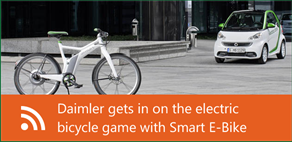 Daimler gets in on the electric
bicycle game with Smart E-Bike